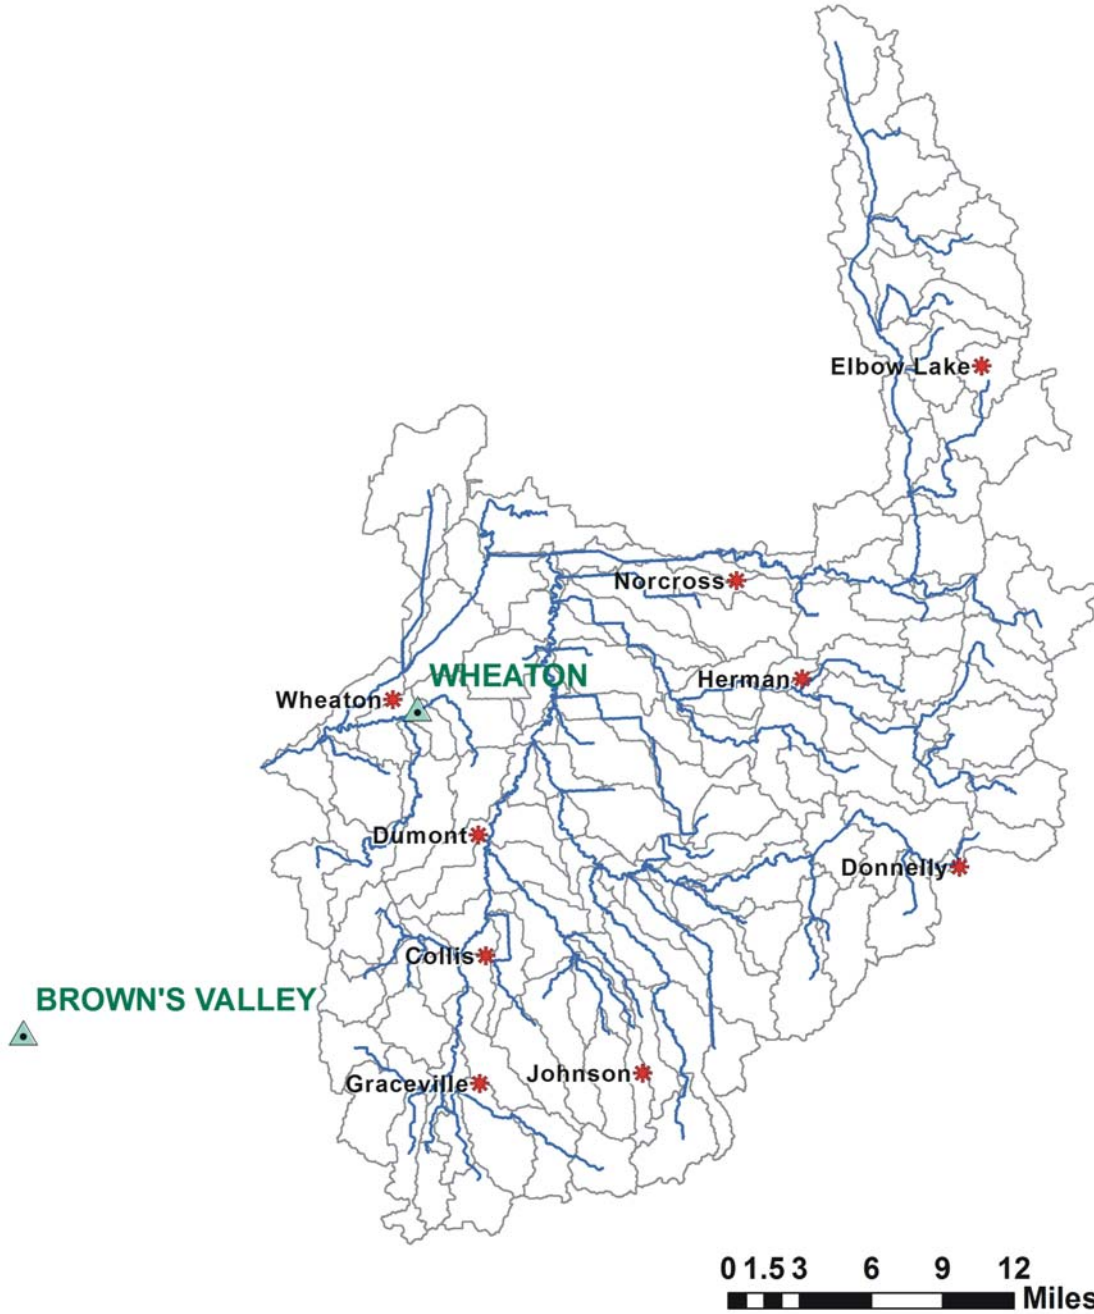 Elbow Lake
Norcross
WHEATON
Herman
Wheaton
Dumont
Donnelly
Collis
BROWN'S VALLEY
Johnson
Graceville
0 1.5 3 6 9 12
Miles